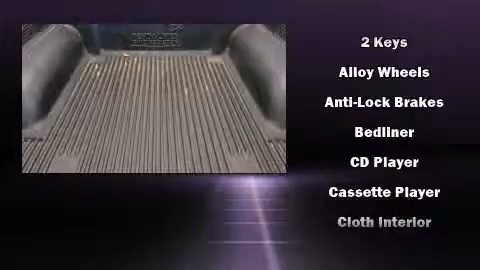 2 Keys
Alloy Wheels
Anti-Lock Brakes
Bedliner
CD Player
Cassette Player
Cloth Interior